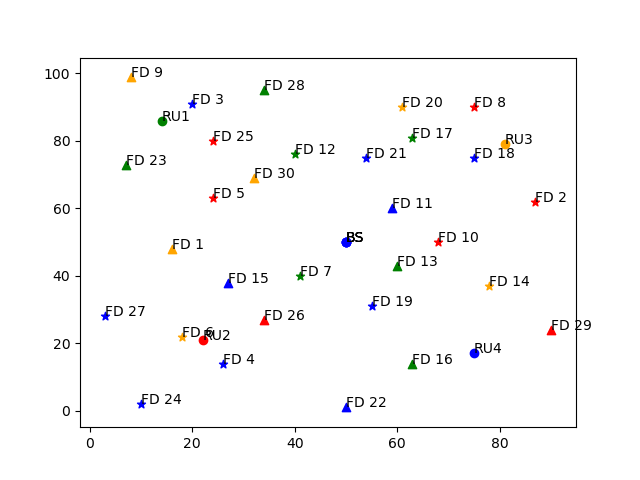 100
80
60
40
20
0
0
20
40
60
80
FD 9
FD 28
FD 3
FD 20
FD 8
RU1
FD 17
RU3
FD 25
FD 12
FD 21
FD 18
FD 23
FD 30
FD 5
FD 2
FD 11
FD 1
BS
FD 10
FD 13
FD 7
FD 15
FD 14
FD 19
FD 27
FD 26
FD 29
FD 6
RU2
RU4
FD 4
FD 16
FD 24
FD 22